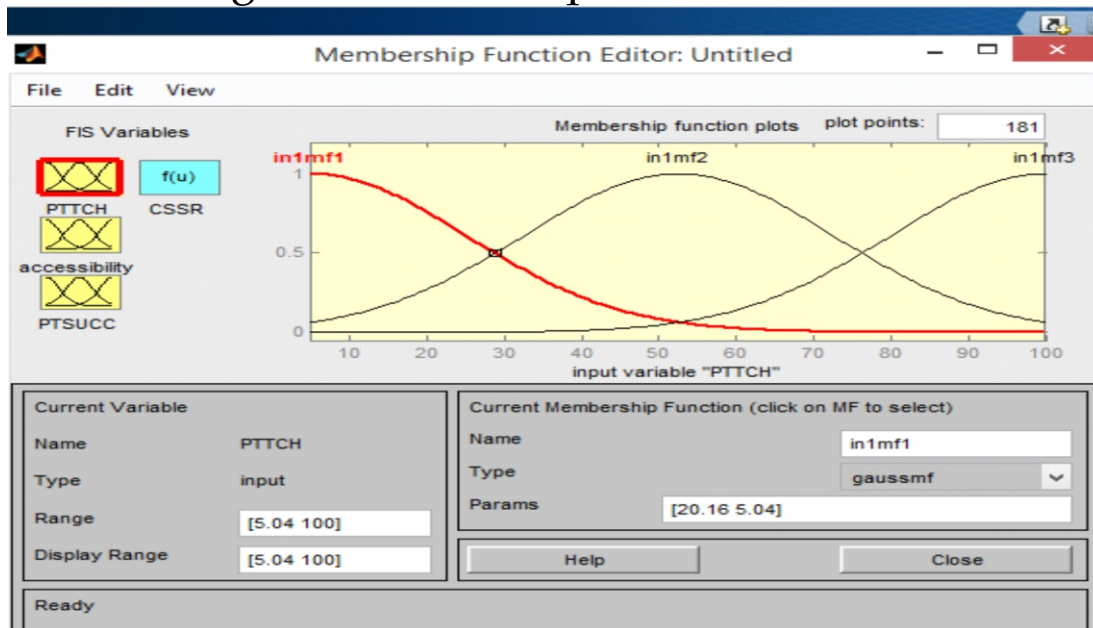 Membership Function Editor: Untitled
File Edit View
FIS Variables
Membership function plots
plot points:
181
f(u)
PTTCH
CSSR
accessibility
PTSUCC
in1mf1
in1mf2
in1mf3
1
0.5
0
10 20 30 40 50 60 70 80 90 100
input variable "PTTCH"
Current Variable
Name PTTCH
Type input
Range [5.04 100]
Display Range [5.04 100]
Current Membership Function (click on MF to select)
Name in1mf1
Type gaussmf
Params [20.16 5.04]
Help Close
Ready